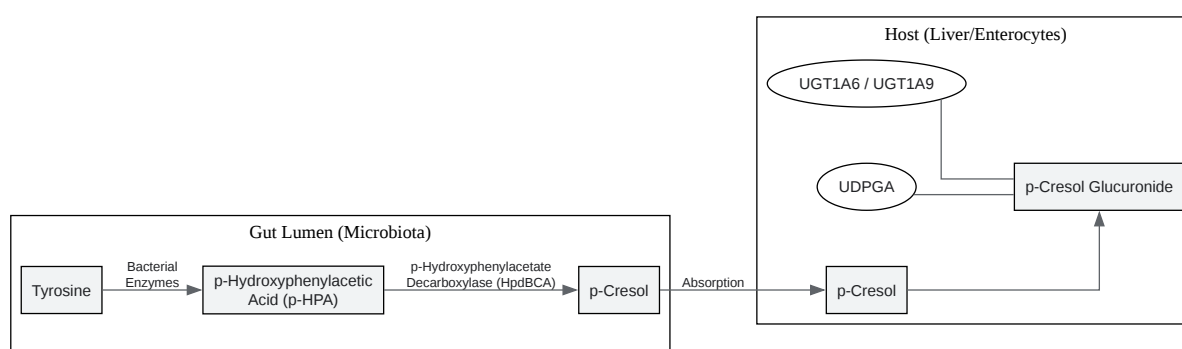 Host (Liver/Enterocytes)
UGT1A6 / UGT1A9
UDPGA
p-Cresol Glucuronide
Gut Lumen (Microbiota)
Tyrosine
Bacterial
Enzymes
p-Hydroxyphenylacetic
Acid (p-HPA)
p-Hydroxyphenylacetate
Decarboxylase (HpdBCA)
p-Cresol
Absorption
p-Cresol